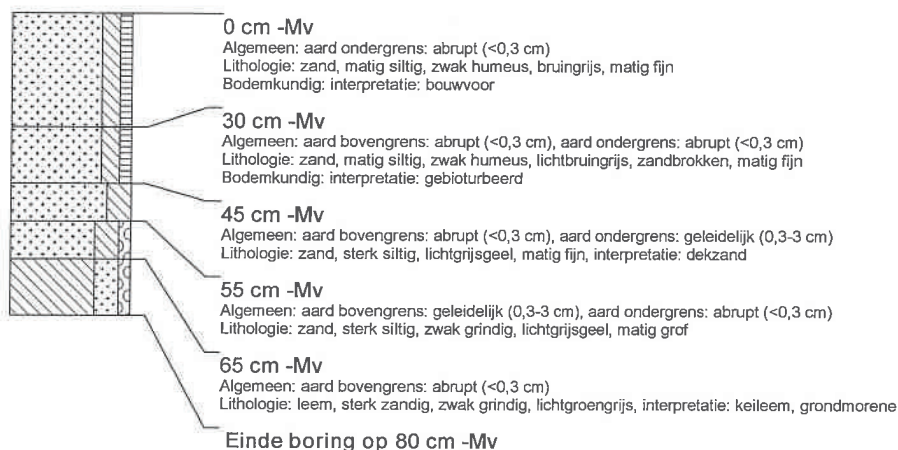 0 cm -Mv
Algemeen: aard ondergrens: abrupt (<0,3 cm)
Lithologie: zand, matig siltig, zwak humeus, bruingrijs, matig fijn
Bodemkundig: interpretatie: bouwvoor
30 cm -Mv
Algemeen: aard bovengrens: abrupt (<0,3 cm), aard ondergrens: abrupt (<0,3 cm)
Lithologie: zand, matig siltig, zwak humeus, lichtbruingrijs, zandbrokken, matig fijn
Bodemkundig: interpretatie: gebioturbeerd
45 cm -Mv
Algemeen: aard bovengrens: abrupt (<0,3 cm), aard ondergrens: geleidelijk (0,3-3 cm)
Lithologie: zand, sterk siltig, lichtgrijsgeel, matig fijn, interpretatie: dekzand
55 cm -Mv
Algemeen: aard bovengrens: geleidelijk (0,3-3 cm), aard ondergrens: abrupt (<0,3 cm)
Lithologie: zand, sterk siltig, zwak grindig, lichtgrijsgeel, matig grof
65 cm -Mv
Algemeen: aard bovengrens: abrupt (<0,3 cm)
Lithologie: leem, sterk zandig, zwak grindig, lichtgroengrijs, interpretatie: keileem, grondmorene
Einde boring op 80 cm -Mv